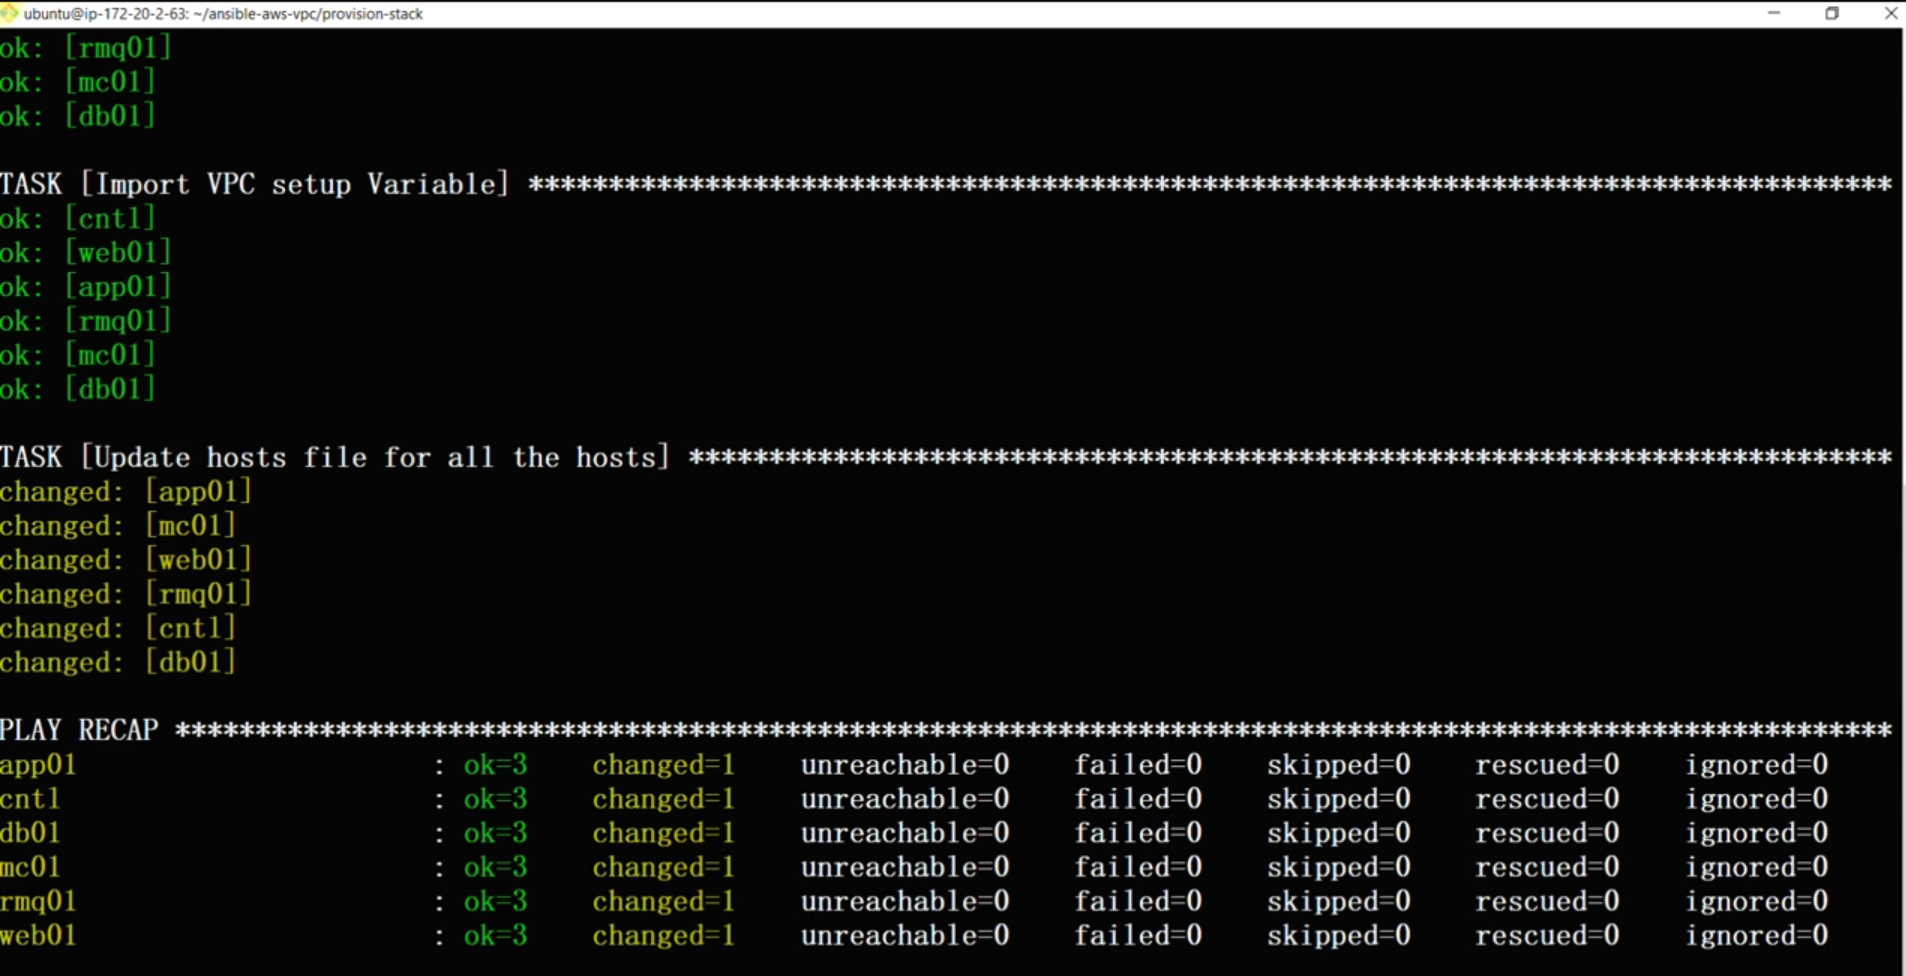 ubuntu@ip-172-20-2-63: ~/ansible-aws-vpc/provision-stack
ok: [rmq01]
ok: [mc01]
ok: [db01]
TASK [Import VPC setup Variable] *************************************************************************************
ok: [cntl]
ok: [web01]
ok: [app01]
ok: [rmq01]
ok: [mc01]
ok: [db01]
TASK [Update hosts file for all the hosts] ***************************************************************************
changed: [app01]
changed: [mc01]
changed: [web01]
changed: [rmq01]
changed: [cntl]
changed: [db01]
PLAY RECAP ***********************************************************************************************************
app01 : ok=3 changed=1 unreachable=0 failed=0 skipped=0 rescued=0 ignored=0
cntl : ok=3 changed=1 unreachable=0 failed=0 skipped=0 rescued=0 ignored=0
db01 : ok=3 changed=1 unreachable=0 failed=0 skipped=0 rescued=0 ignored=0
mc01 : ok=3 changed=1 unreachable=0 failed=0 skipped=0 rescued=0 ignored=0
rmq01 : ok=3 changed=1 unreachable=0 failed=0 skipped=0 rescued=0 ignored=0
web01 : ok=3 changed=1 unreachable=0 failed=0 skipped=0 rescued=0 ignored=0